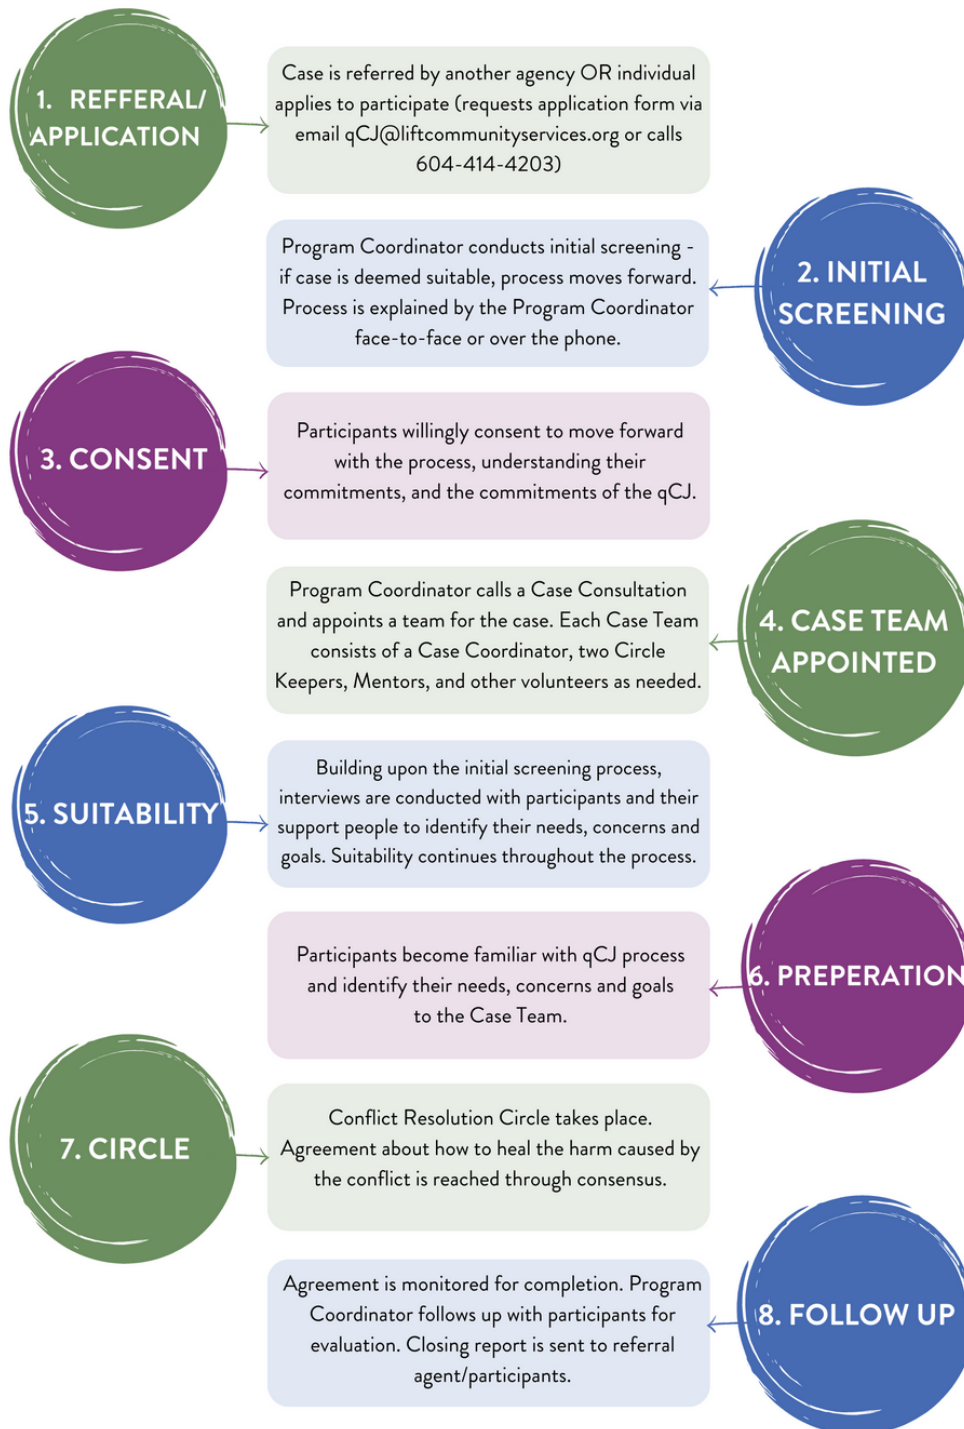 1. REFFERAL/
APPLICATION
Case is referred by another agency OR individual
applies to participate (requests application form via
email qCJ@liftcommunityservices.org or calls
604-414-4203)
2. INITIAL
SCREENING
Program Coordinator conducts initial screening -
if case is deemed suitable, process moves forward.
Process is explained by the Program Coordinator
face-to-face or over the phone.
3. CONSENT
Participants willingly consent to move forward
with the process, understanding their
commitments, and the commitments of the qCJ.
4. CASE TEAM
APPOINTED
Program Coordinator calls a Case Consultation
and appoints a team for the case. Each Case Team
consists of a Case Coordinator, two Circle
Keepers, Mentors, and other volunteers as needed.
5. SUITABILITY
Building upon the initial screening process,
interviews are conducted with participants and their
support people to identify their needs, concerns and
goals. Suitability continues throughout the process.
6. PREPERATION
Participants become familiar with qCJ process
and identify their needs, concerns and goals
to the Case Team.
7. CIRCLE
Conflict Resolution Circle takes place.
Agreement about how to heal the harm caused by
the conflict is reached through consensus.
8. FOLLOW UP
Agreement is monitored for completion. Program
Coordinator follows up with participants for
evaluation. Closing report is sent to referral
agent/participants.